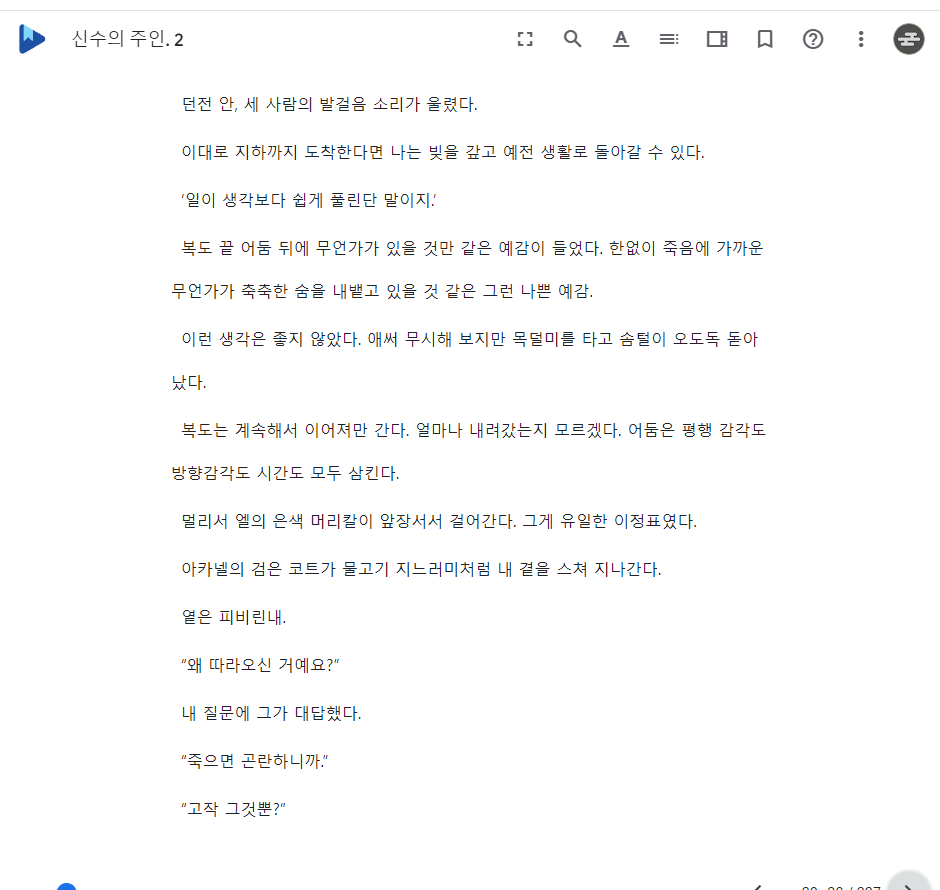 신수의 주인. 2
던전 안, 세 사람의 발걸음 소리가 울렸다.
이대로 지하까지 도착한다면 나는 빚을 갚고 예전 생활로 돌아갈 수 있다.
‘일이 생각보다 쉽게 풀린단 말이지.’
복도 끝 어둠 뒤에 무언가가 있을 것만 같은 예감이 들었다. 한없이 죽음에 가까운
무언가가 축축한 숨을 내뱉고 있을 것 같은 그런 나쁜 예감.
이런 생각은 좋지 않았다. 애써 무시해 보지만 목덜미를 타고 솜털이 오도독 돋아
났다.
복도는 계속해서 이어져만 간다. 얼마나 내려갔는지 모르겠다. 어둠은 평행 감각도
방향감각도 시간도 모두 삼킨다.
멀리서 엘의 은색 머리칼이 앞장서서 걸어간다. 그게 유일한 이정표였다.
아카넬의 검은 코트가 물고기 지느러미처럼 내 곁을 스쳐 지나간다.
옅은 피비린내.
“왜 따라오신 거예요?”
내 질문에 그가 대답했다.
“죽으면 곤란하니까.”
“고작 그것뿐?”